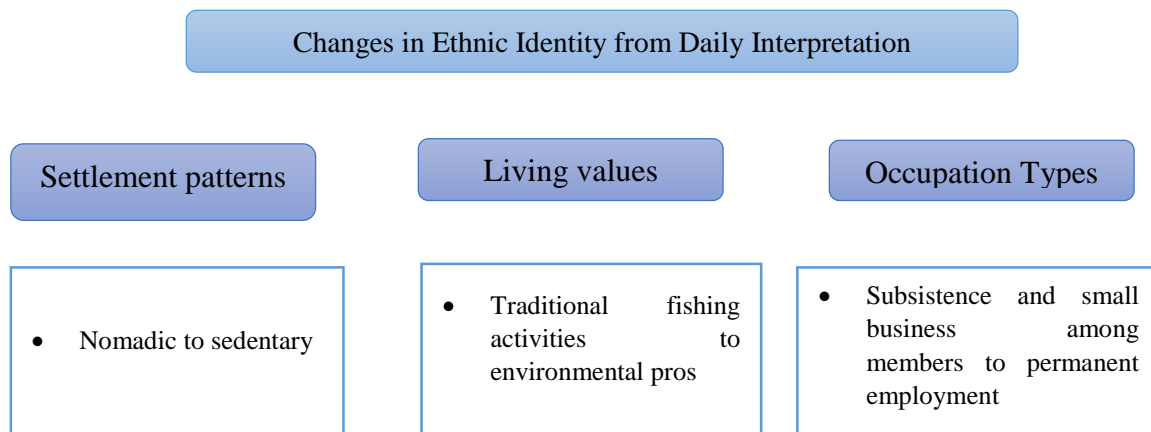 Changes in Ethnic Identity from Daily Interpretation
Settlement patterns
Living values
Occupation Types
• Nomadic to sedentary
• Traditional fishing
activities to
environmental pros
• Subsistence and small
business among
members to permanent
employment